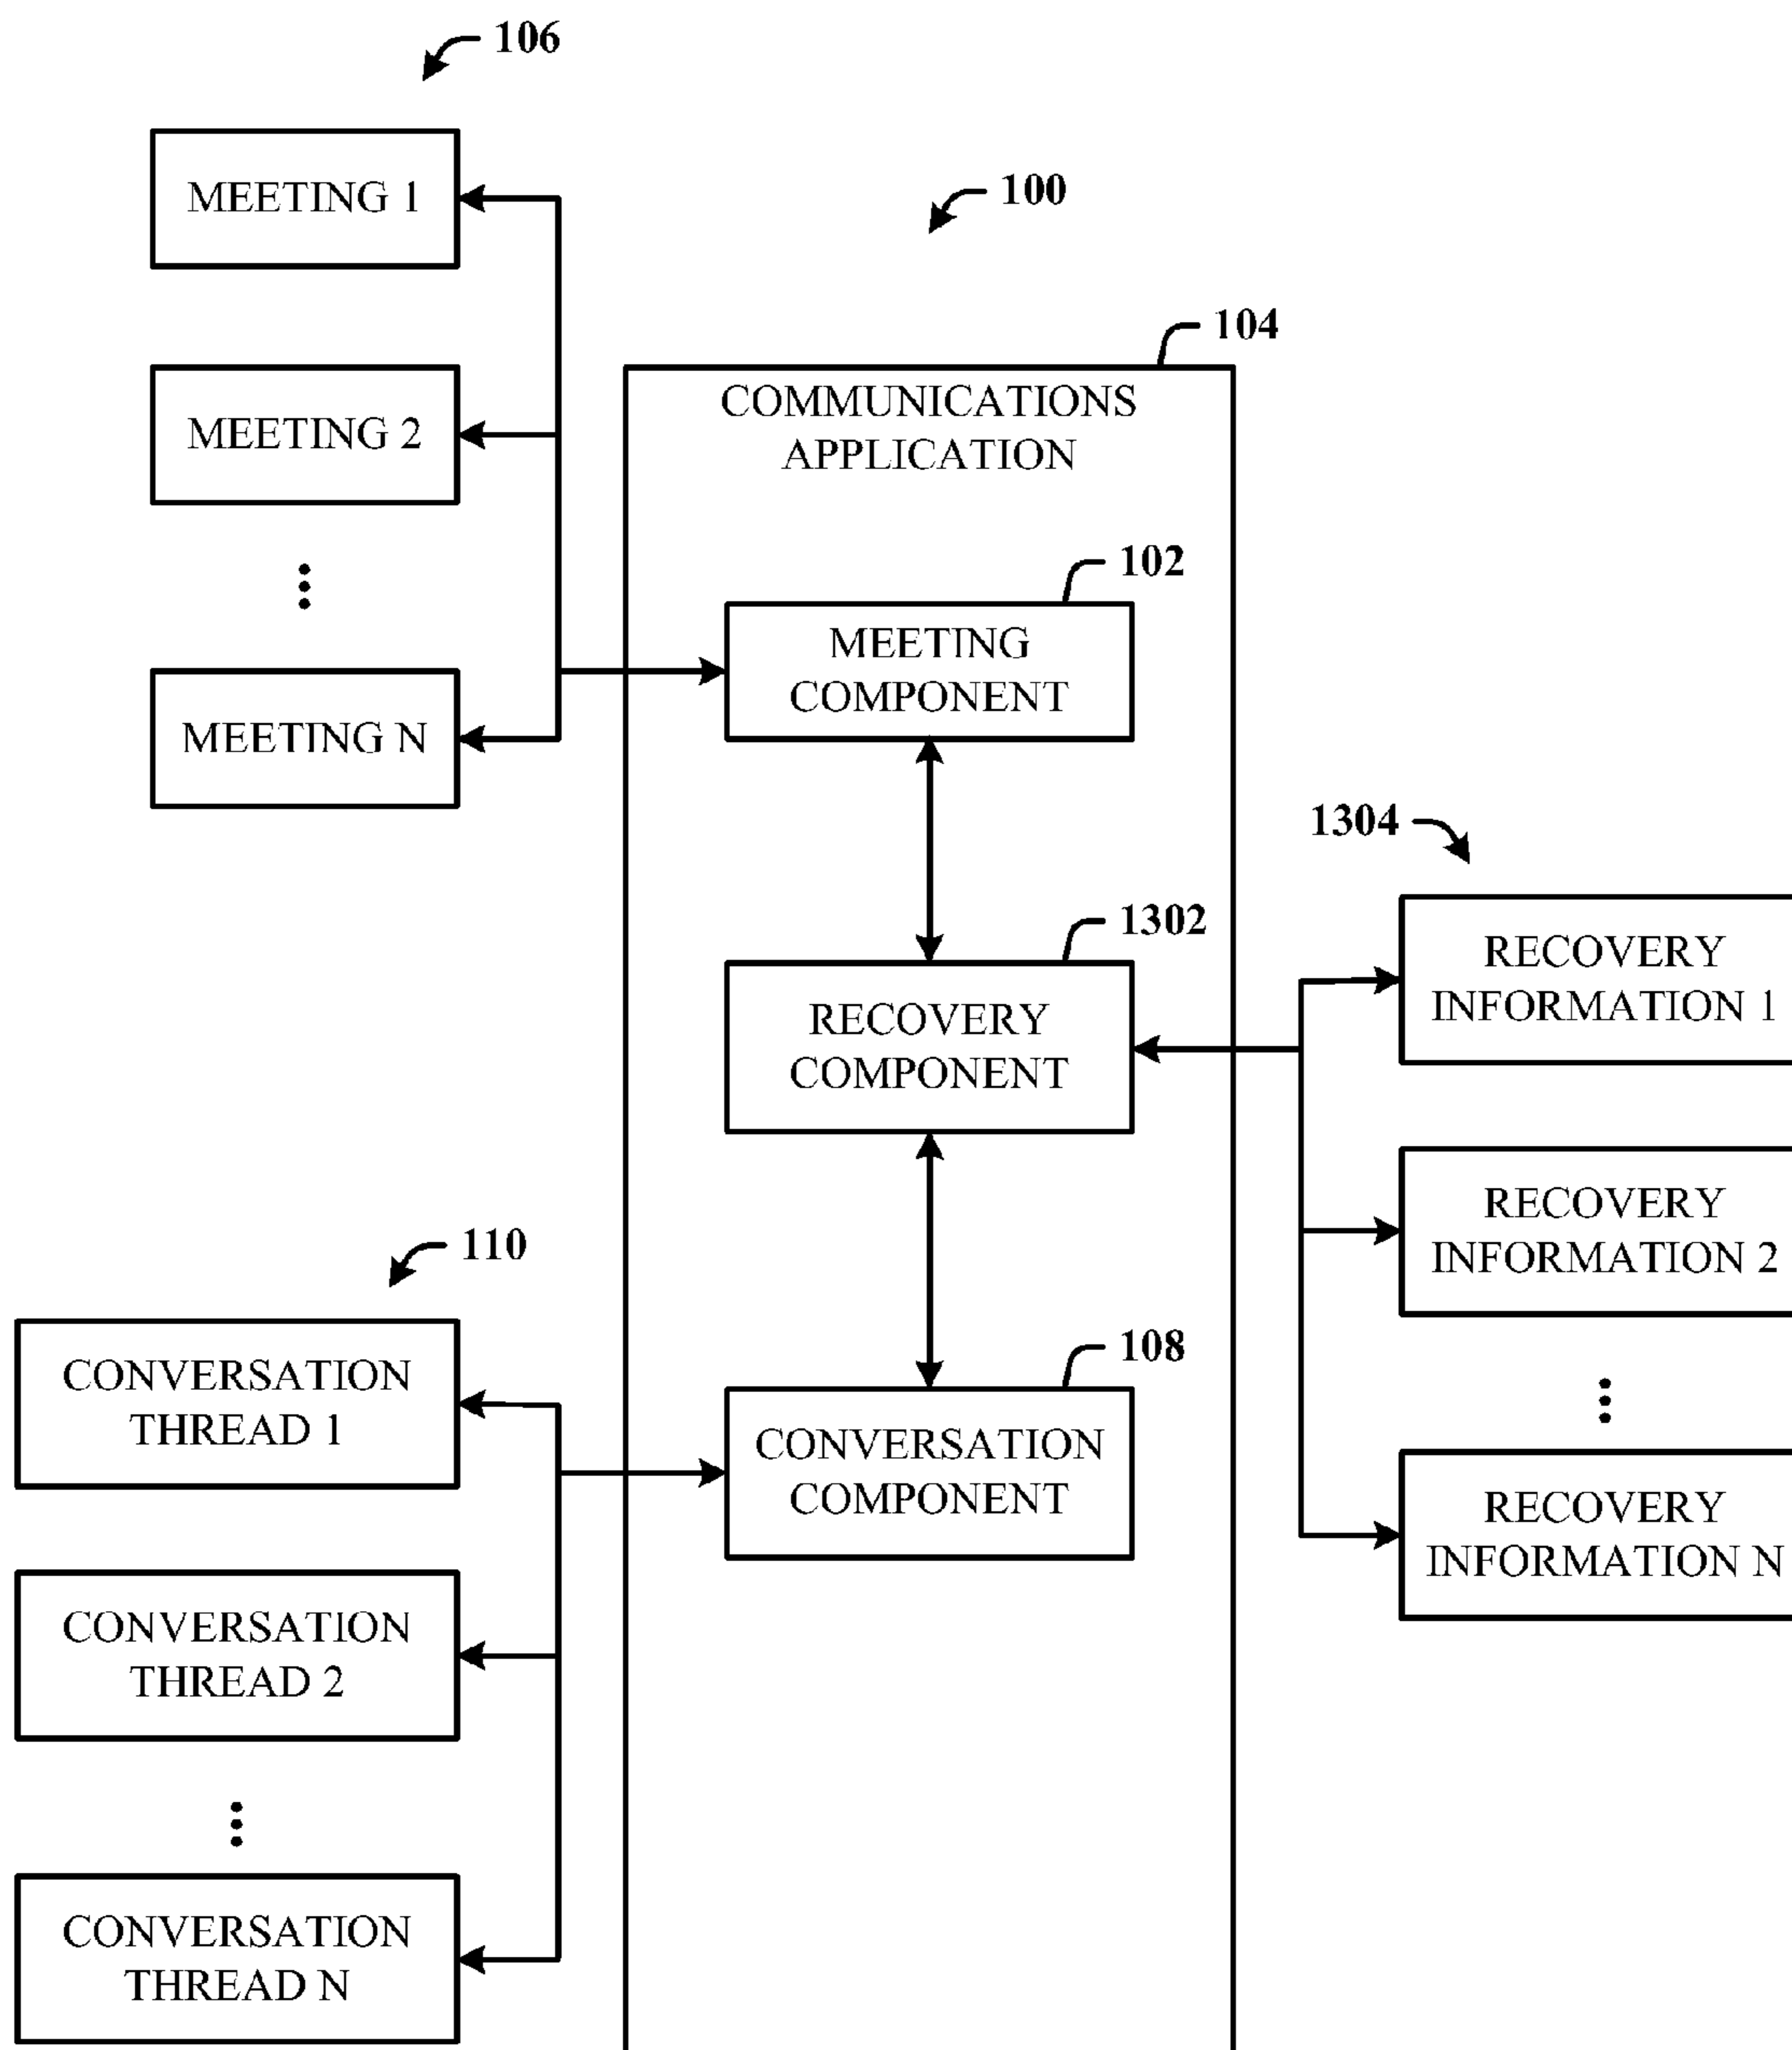 106
MEETING 1
100
104
MEETING 2
COMMUNICATIONS
APPLICATION
102
MEETING
COMPONENT
MEETING N
1304
1302
RECOVERY
COMPONENT
RECOVERY
INFORMATION 1
RECOVERY
INFORMATION 2
110
108
CONVERSATION
THREAD 1
CONVERSATION
COMPONENT
RECOVERY
INFORMATION N
CONVERSATION
THREAD 2
CONVERSATION
THREAD N